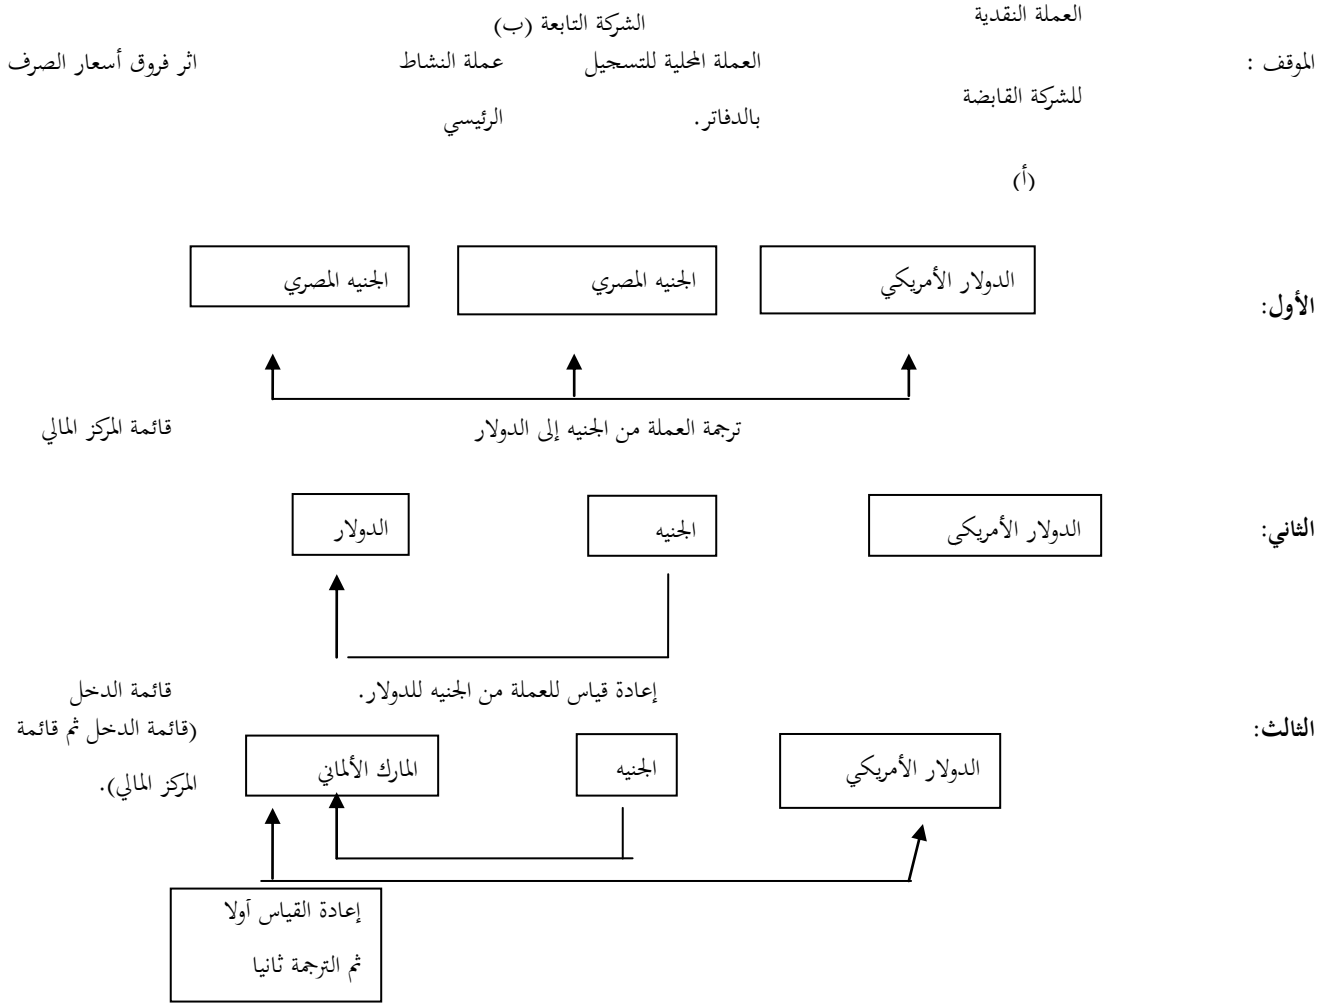 العملة النقدية
الشركة التابعة (ب)
الموقف :
العملة المحلية للتسجيل
عملة النشاط
اثر فروق أسعار الصرف
للشركة القابضة
بالدفاتر.
الرئيسي
(أ)
الأول:
الدولار الأمريكي
الجنيه المصري
الجنيه المصري
ترجمة العملة من الجنيه إلى الدولار
قائمة المركز المالي
الثاني:
الدولار الأمريكى
الجنيه
الدولار
إعادة قياس للعملة من الجنيه للدولار.
قائمة الدخل
الثالث:
(قائمة الدخل ثم قائمة
الدولار الأمريكي
الجنيه
المارك الألماني
المركز المالي).
إعادة القياس آولا
ثم الترجمة ثانيا